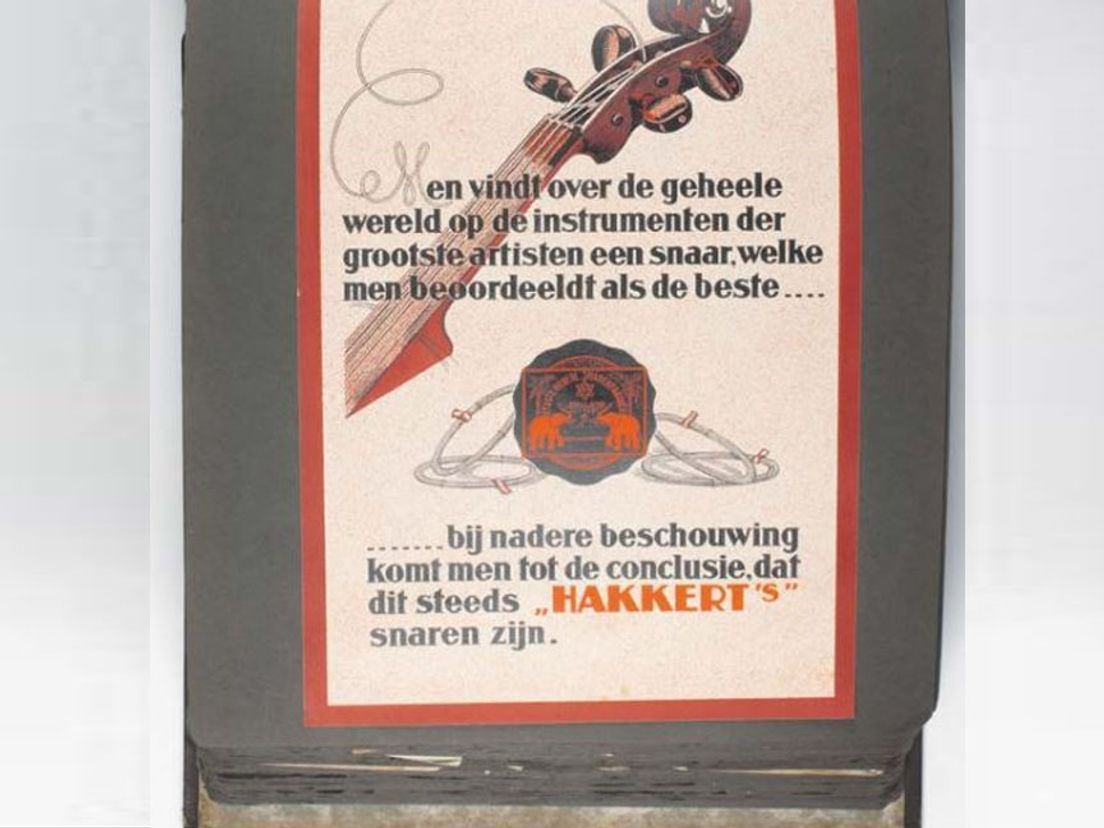 Men vindt over de geheele
wereld op de instrumenten der
grootste artisten een snaar, welke
men beoordeeldt als de beste ....
....... bij nadere beschouwing
komt men tot de conclusie, dat
dit steeds „HAKKERT'S”
snaren zijn.